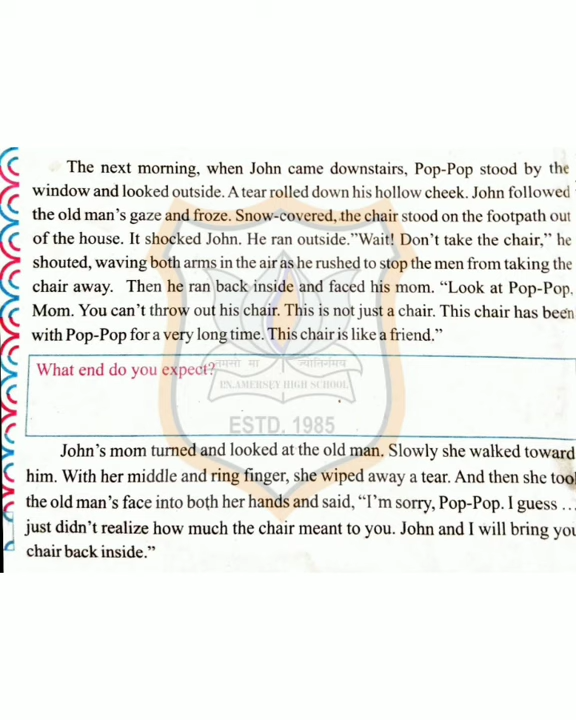 The next morning, when John came downstairs, Pop-Pop stood by the
window and looked outside. A tear rolled down his hollow cheek. John followed
the old man's gaze and froze. Snow-covered, the chair stood on the footpath out
of the house. It shocked John. He ran outside."Wait! Don't take the chair," he
shouted, waving both arms in the air as he rushed to stop the men from taking the
chair away. Then he ran back inside and faced his mom. "Look at Pop-Pop,
Mom. You can't throw out his chair. This is not just a chair. This chair has been
with Pop-Pop for a very long time. This chair is like a friend."
What end do you expect?
तमसो मा ज्योतिर्गमय
HIGH SCHOOL
ESTD. 1985
John's mom turned and looked at the old man. Slowly she walked toward
him. With her middle and ring finger, she wiped away a tear. And then she too
the old man's face into both her hands and said, "I'm sorry, Pop-Pop. I guess ...
just didn't realize how much the chair meant to you. John and I will bring you
chair back inside."